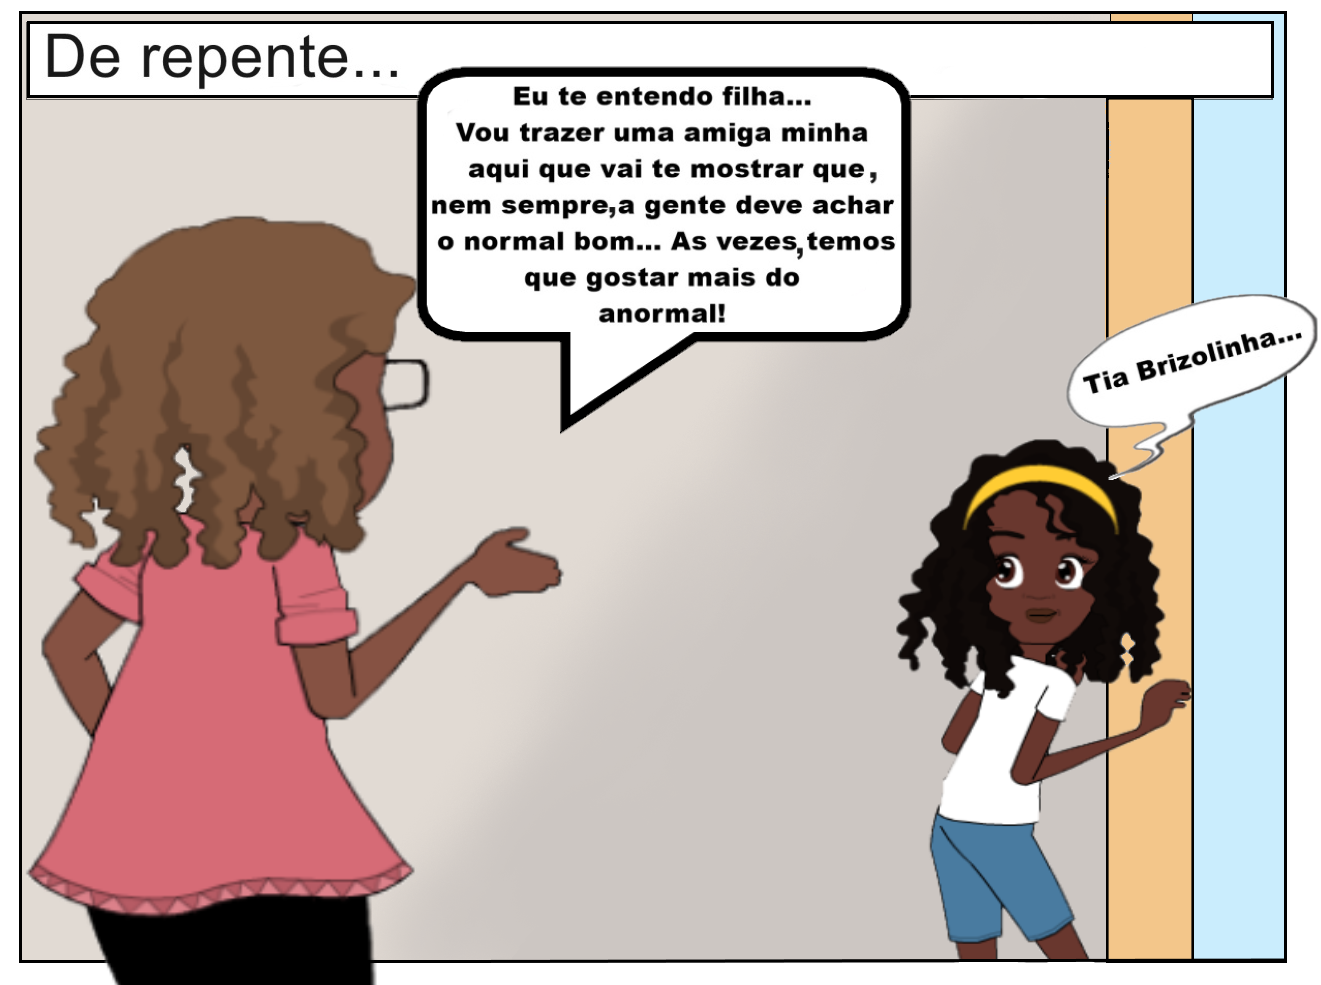 De repente...
Eu te entendo filha...
Vou trazer uma amiga minha
aqui que vai te mostrar que,
nem sempre,a gente deve achar
o normal bom... As vezes,temos
que gostar mais do
anormal!
Tia Brizolinha...